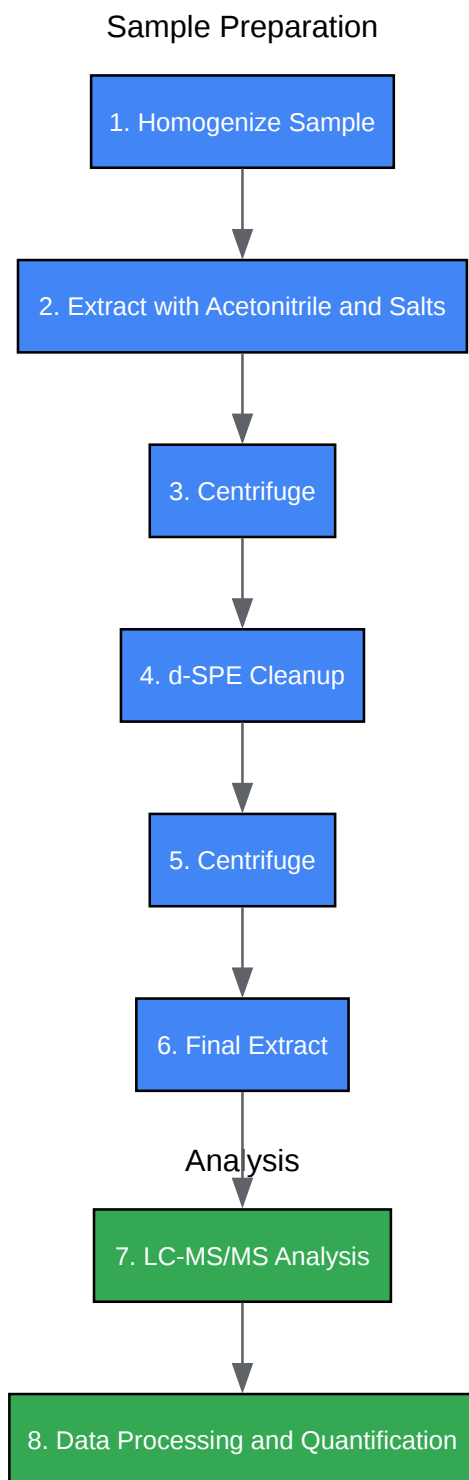 Sample Preparation
1. Homogenize Sample
2. Extract with Acetonitrile and Salts
3. Centrifuge
4. d-SPE Cleanup
5. Centrifuge
6. Final Extract
Analysis
7. LC-MS/MS Analysis
8. Data Processing and Quantification